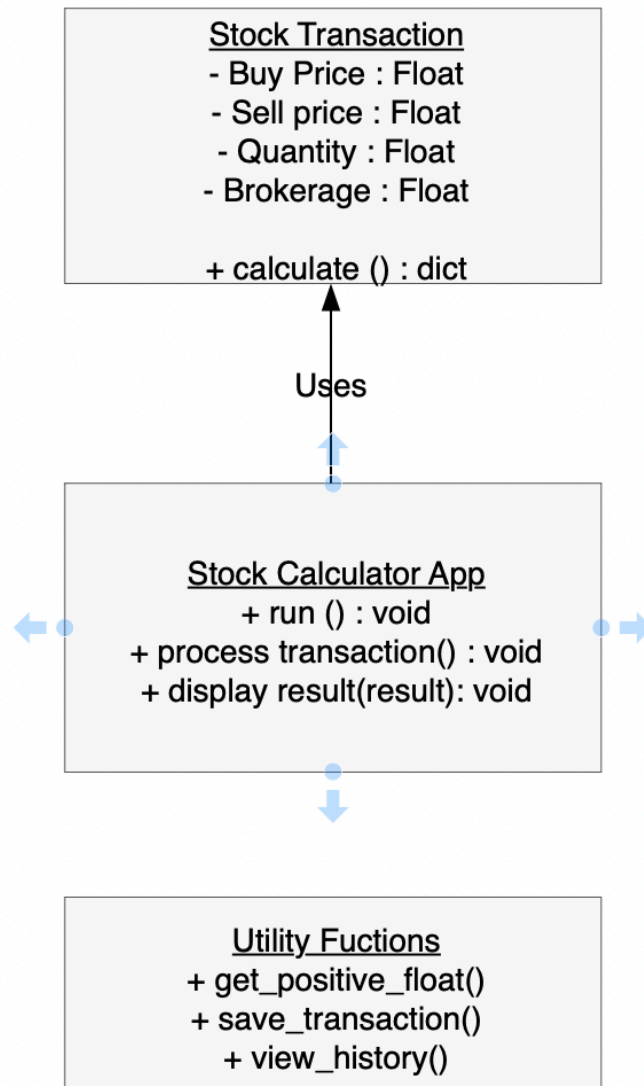 Stock Transaction
- Buy Price : Float
- Sell price : Float
- Quantity : Float
- Brokerage : Float
+ calculate () : dict
Uses
Stock Calculator App
+ run () : void
+ process transaction() : void
+ display result(result): void
Utility Fuctions
+ get_positive_float()
+ save_transaction()
+ view_history()